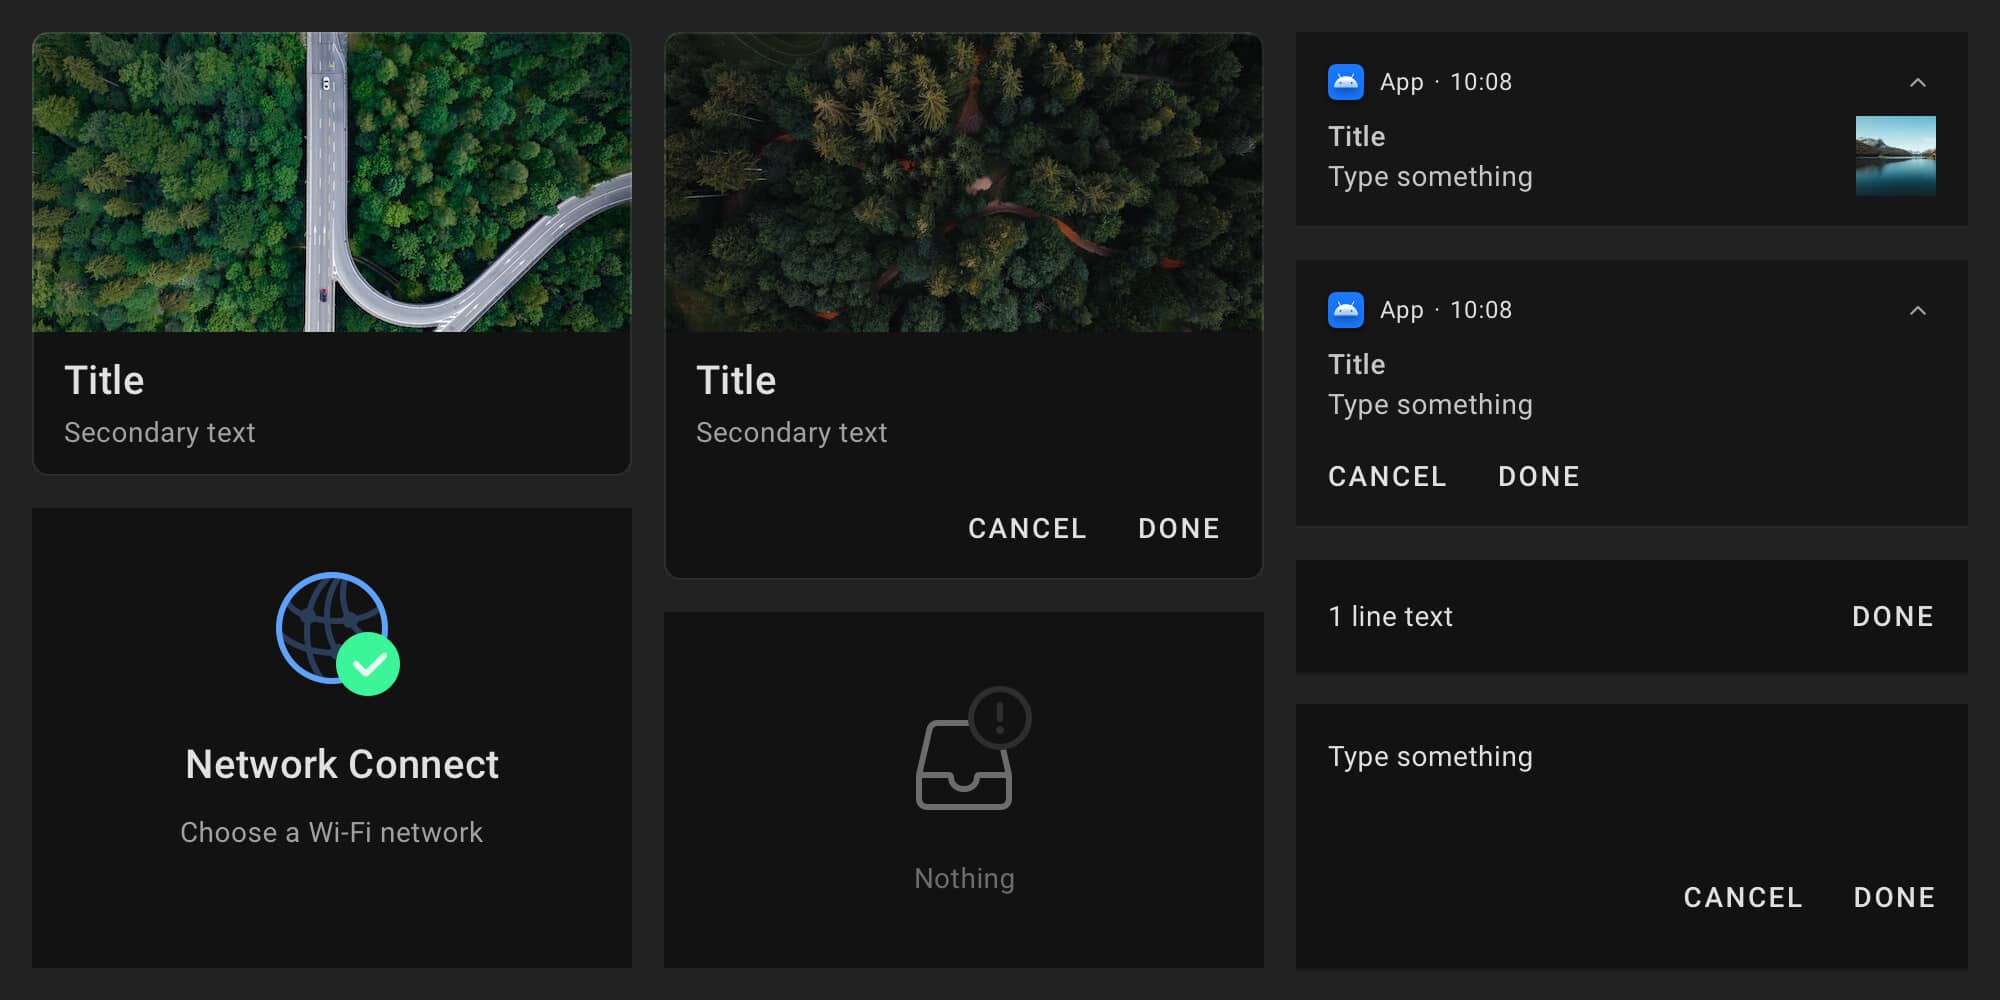 Title
Secondary text
Network Connect
Choose a Wi-Fi network
Title
Secondary text
CANCEL DONE
Nothing
App · 10:08
Title
Type something
App · 10:08
Title
Type something
CANCEL DONE
1 line text DONE
Type something
CANCEL DONE